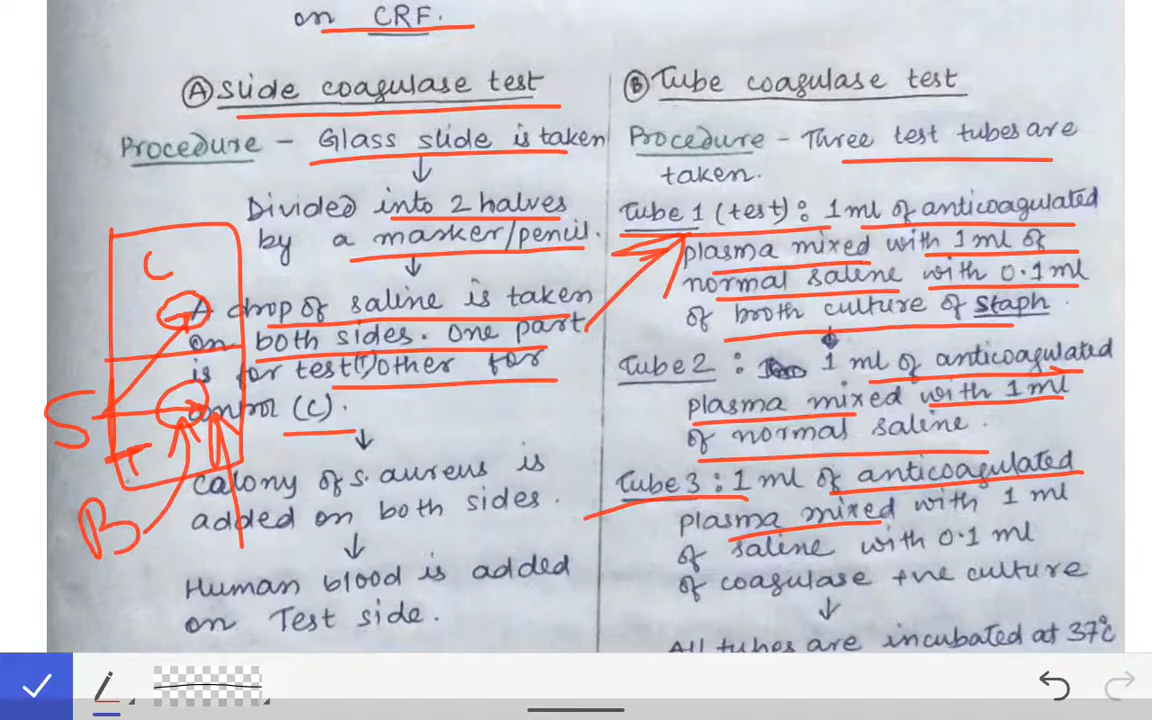 on CRF.
Ⓐ Slide coagulase test
Procedure - Glass slide is taken
Divided into 2 halves
by a marker/pencil.
C
A drop of saline is taken
on both sides. One part
is for test(T)other for
control (C).
S
T
Calony of S. aureus is
added on both sides.
B
Human blood is added
on Test side.
Ⓑ Tube coagulase test
Procedure - Three test tubes are
taken.
Tube 1 (test) : 1ml of anticoagulated
plasma mixed with 1 ml of
normal saline with 0.1 ml
of broth culture of Staph.
Tube 2 : 1 ml of anticoagulated
plasma mixed with 1ml
of normal saline.
Tube 3 : 1 ml of anticoagulated
plasma mixed with 1 ml
of saline with 0.1 ml
of coagulase +ve culture
All tubes are incubated at 37°c